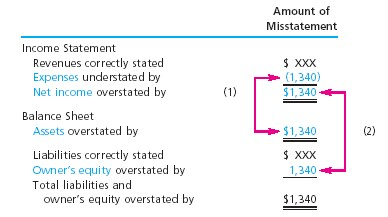 Amount of
Misstatement
Income Statement
Revenues correctly stated $ XXX
Expenses understated by (1,340)
Net income overstated by (1) $1,340
Balance Sheet
Assets overstated by $1,340 (2)
Liabilities correctly stated $ XXX
Owner's equity overstated by 1,340
Total liabilities and
owner's equity overstated by $1,340